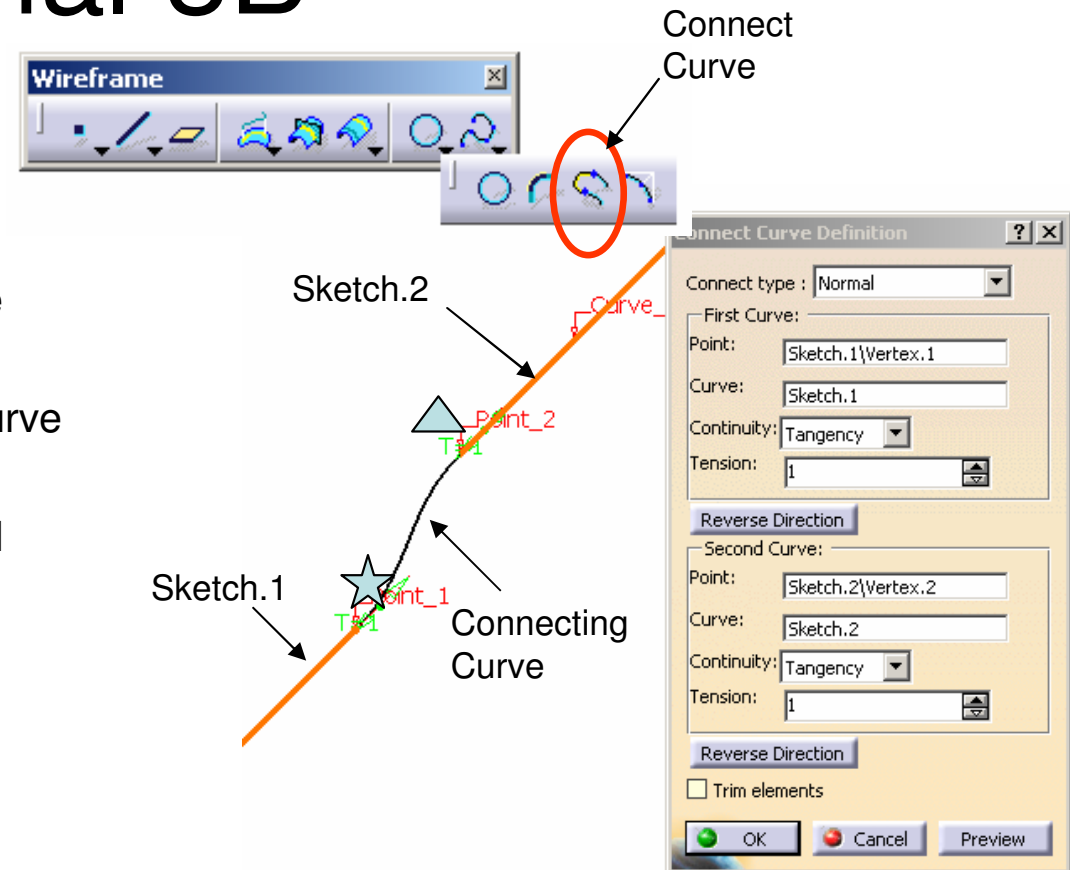 3B
Connect
Curve
Wireframe
Connect Curve Definition
Connect type : Normal
First Curve:
Point: Sketch.1\Vertex.1
Curve: Sketch.1
Continuity: Tangency
Tension: 1
Reverse Direction
Second Curve:
Point: Sketch.2\Vertex.2
Curve: Sketch.2
Continuity: Tangency
Tension: 1
Reverse Direction
Trim elements
OK Cancel Preview
Sketch.2
Curve_
Point_2
Sketch.1
Point_1
Connecting
Curve